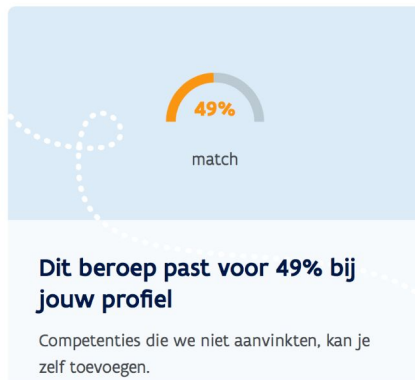 49%
match
Dit beroep past voor 49% bij
jouw profiel
Competenties die we niet aanvinkten, kan je
zelf toevoegen.